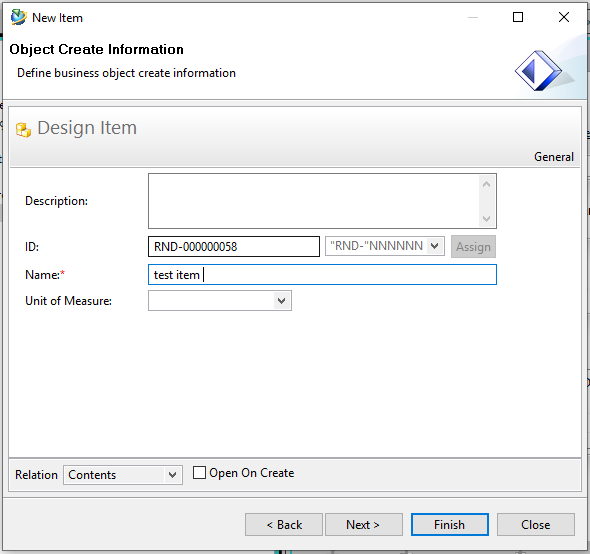 New Item
Object Create Information
Define business object create information
Design Item
General
Description:
ID: RND-000000058 "RND-"NNNNNN Assign
Name:* test item
Unit of Measure:
Relation Contents Open On Create
< Back Next > Finish Close